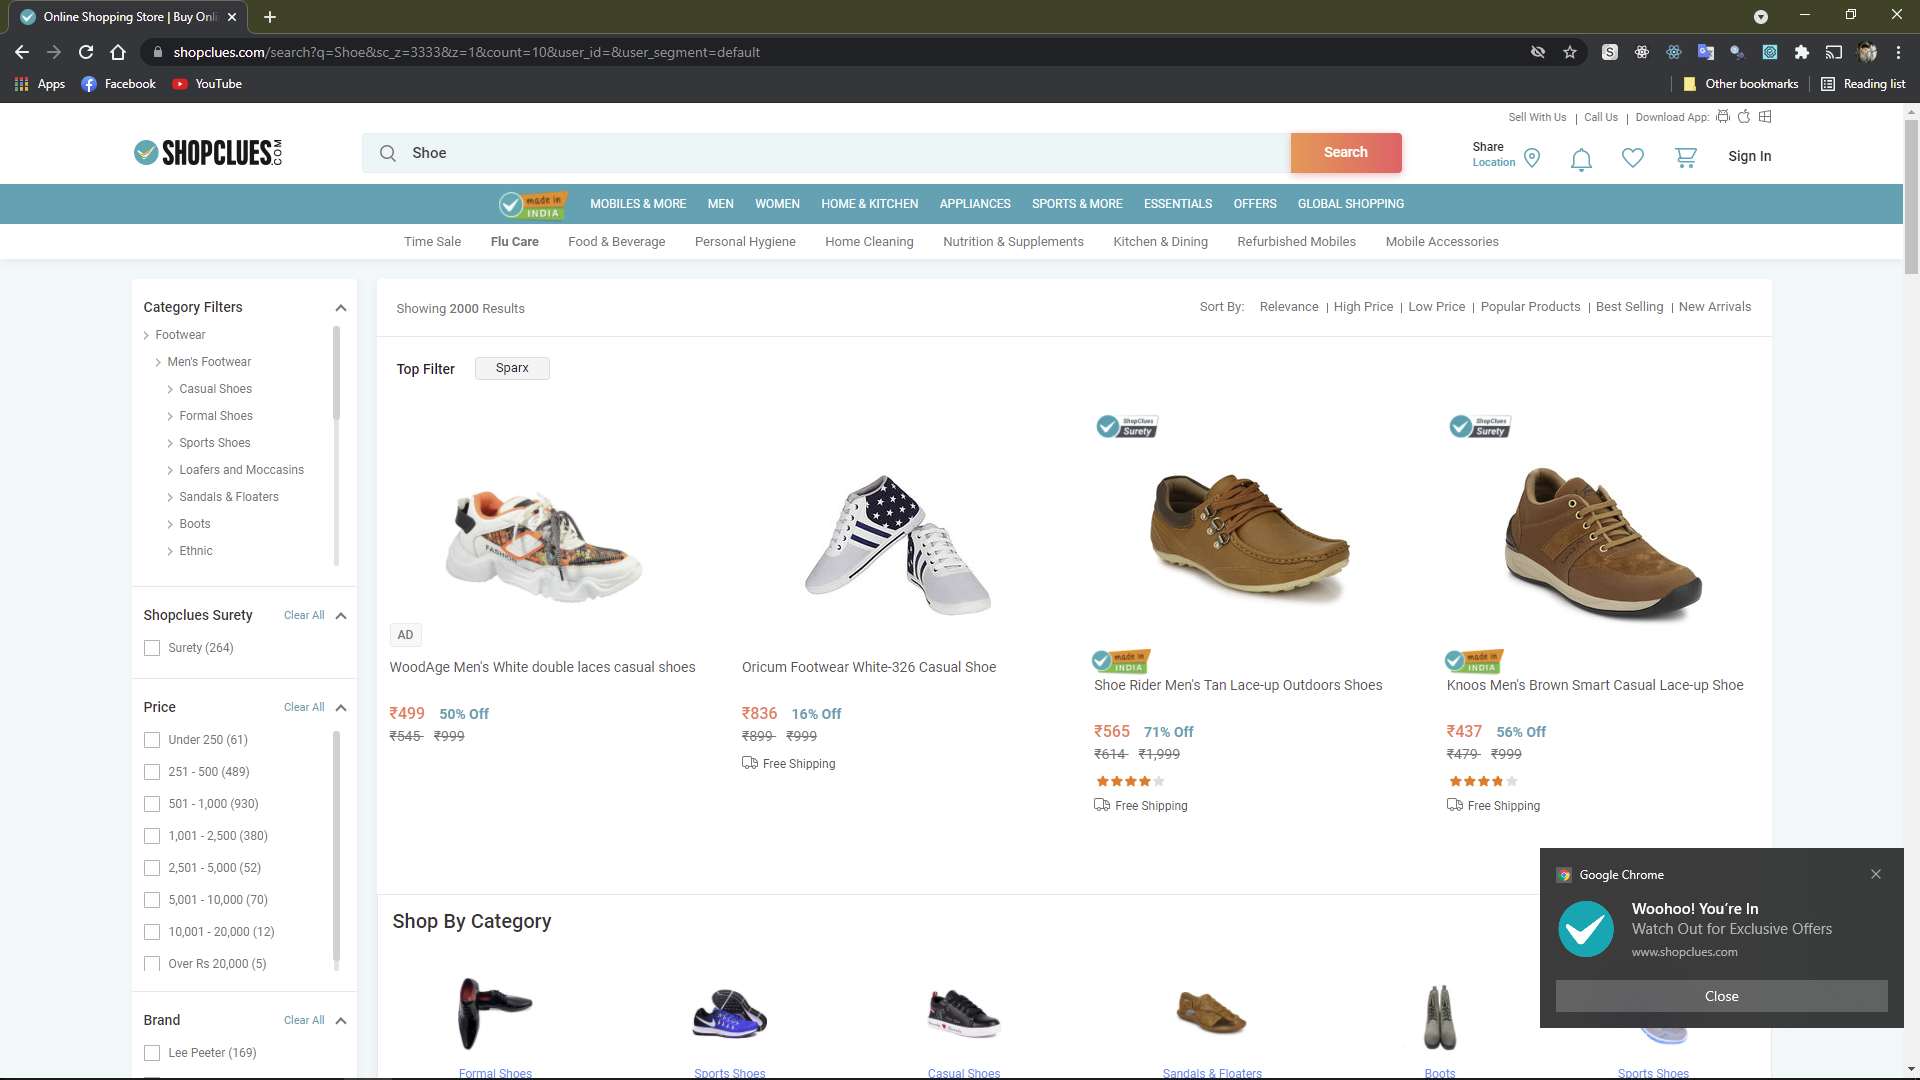 Online Shopping Store | Buy Onli
shopclues.com/search?q=Shoe&sc_z=3333&z=1&count=10&user_id=&user_segment=default
Apps
Facebook
YouTube
Other bookmarks
Reading list
Sell With Us | Call Us | Download App:
SHOPCLUES.COM
Shoe
Search
Share
Location
Sign In
made in
INDIA
MOBILES & MORE
MEN
WOMEN
HOME & KITCHEN
APPLIANCES
SPORTS & MORE
ESSENTIALS
OFFERS
GLOBAL SHOPPING
Time Sale
Flu Care
Food & Beverage
Personal Hygiene
Home Cleaning
Nutrition & Supplements
Kitchen & Dining
Refurbished Mobiles
Mobile Accessories
Category Filters
Footwear
Men's Footwear
Casual Shoes
Formal Shoes
Sports Shoes
Loafers and Moccasins
Sandals & Floaters
Boots
Ethnic
Shopclues Surety
Clear All
Surety (264)
Price
Clear All
Under 250 (61)
251 - 500 (489)
501 - 1,000 (930)
1,001 - 2,500 (380)
2,501 - 5,000 (52)
5,001 - 10,000 (70)
10,001 - 20,000 (12)
Over Rs 20,000 (5)
Brand
Clear All
Lee Peeter (169)
Showing 2000 Results
Sort By: Relevance | High Price | Low Price | Popular Products | Best Selling | New Arrivals
Top Filter
Sparx
FASHION
AD
WoodAge Men's White double laces casual shoes
₹499 50% Off
₹545 ₹999
Oricum Footwear White-326 Casual Shoe
₹836 16% Off
₹899 ₹999
Free Shipping
ShopClues
Surety
made in
INDIA
Shoe Rider Men's Tan Lace-up Outdoors Shoes
₹565 71% Off
₹614 ₹1,999
Free Shipping
ShopClues
Surety
made in
INDIA
Knoos Men's Brown Smart Casual Lace-up Shoe
₹437 56% Off
₹479 ₹999
Free Shipping
Shop By Category
Formal Shoes
Sports Shoes
Casual Shoes
Sandals & Floaters
Boots
Sports Shoes
Google Chrome
Woohoo! You’re In
Watch Out for Exclusive Offers
www.shopclues.com
Close